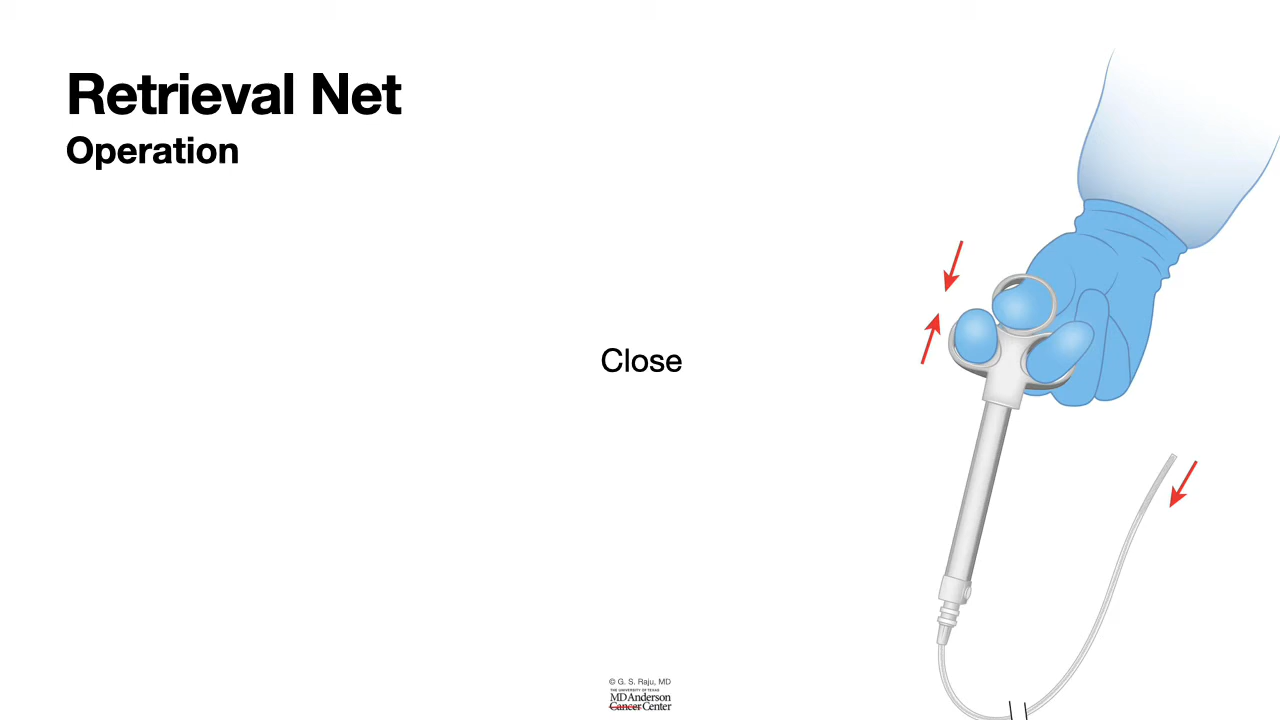 Retrieval Net
Operation
Close
© G. S. Raju, MD
THE UNIVERSITY OF TEXAS
MD Anderson
Cancer Center